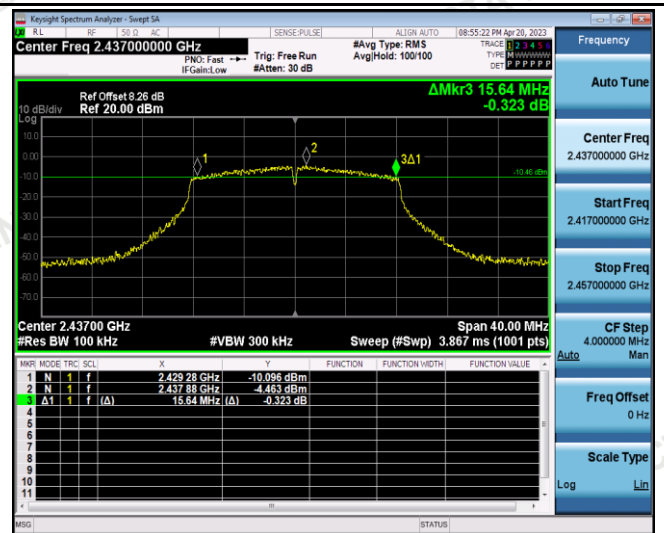 Keysight Spectrum Analyzer - Swept SA
RL RF 50 Ω AC SENSE:PULSE ALIGN AUTO 08:55:22 PM Apr 20, 2023
Center Freq 2.437000000 GHz
PNO: Fast Trig: Free Run #Avg Type: RMS TRACE 1 2 3 4 5 6
IFGain:Low #Atten: 30 dB Avg|Hold: 100/100 TYPE M WWWWW
DET P P P P P P
Ref Offset 8.26 dB ΔMkr3 15.64 MHz
10 dB/div Ref 20.00 dBm -0.323 dB
Log
10.0
0.00
-10.0
-20.0
-30.0
-40.0
-50.0
-60.0
-70.0
1
2
3Δ1
-10.46 dBm
Center 2.43700 GHz Span 40.00 MHz
#Res BW 100 kHz #VBW 300 kHz Sweep (#Swp) 3.867 ms (1001 pts)
MKR MODE TRC SCL X Y FUNCTION FUNCTION WIDTH FUNCTION VALUE
1 N 1 f 2.429 28 GHz -10.096 dBm
2 N 1 f 2.437 88 GHz -4.463 dBm
3 Δ1 1 f (Δ) 15.64 MHz (Δ) -0.323 dB
4
5
6
7
8
9
10
11
MSG STATUS
Frequency
Auto Tune
Center Freq
2.437000000 GHz
Start Freq
2.417000000 GHz
Stop Freq
2.457000000 GHz
CF Step
4.000000 MHz
Auto Man
Freq Offset
0 Hz
Scale Type
Log Lin